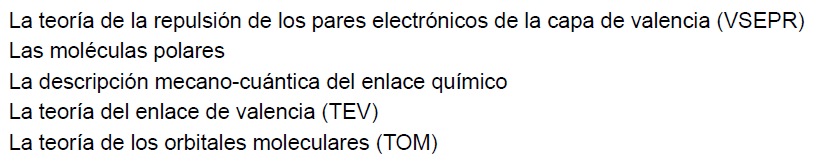 La teoría de la repulsión de los pares electrónicos de la capa de valencia (VSEPR)
Las moléculas polares
La descripción mecano-cuántica del enlace químico
La teoría del enlace de valencia (TEV)
La teoría de los orbitales moleculares (TOM)